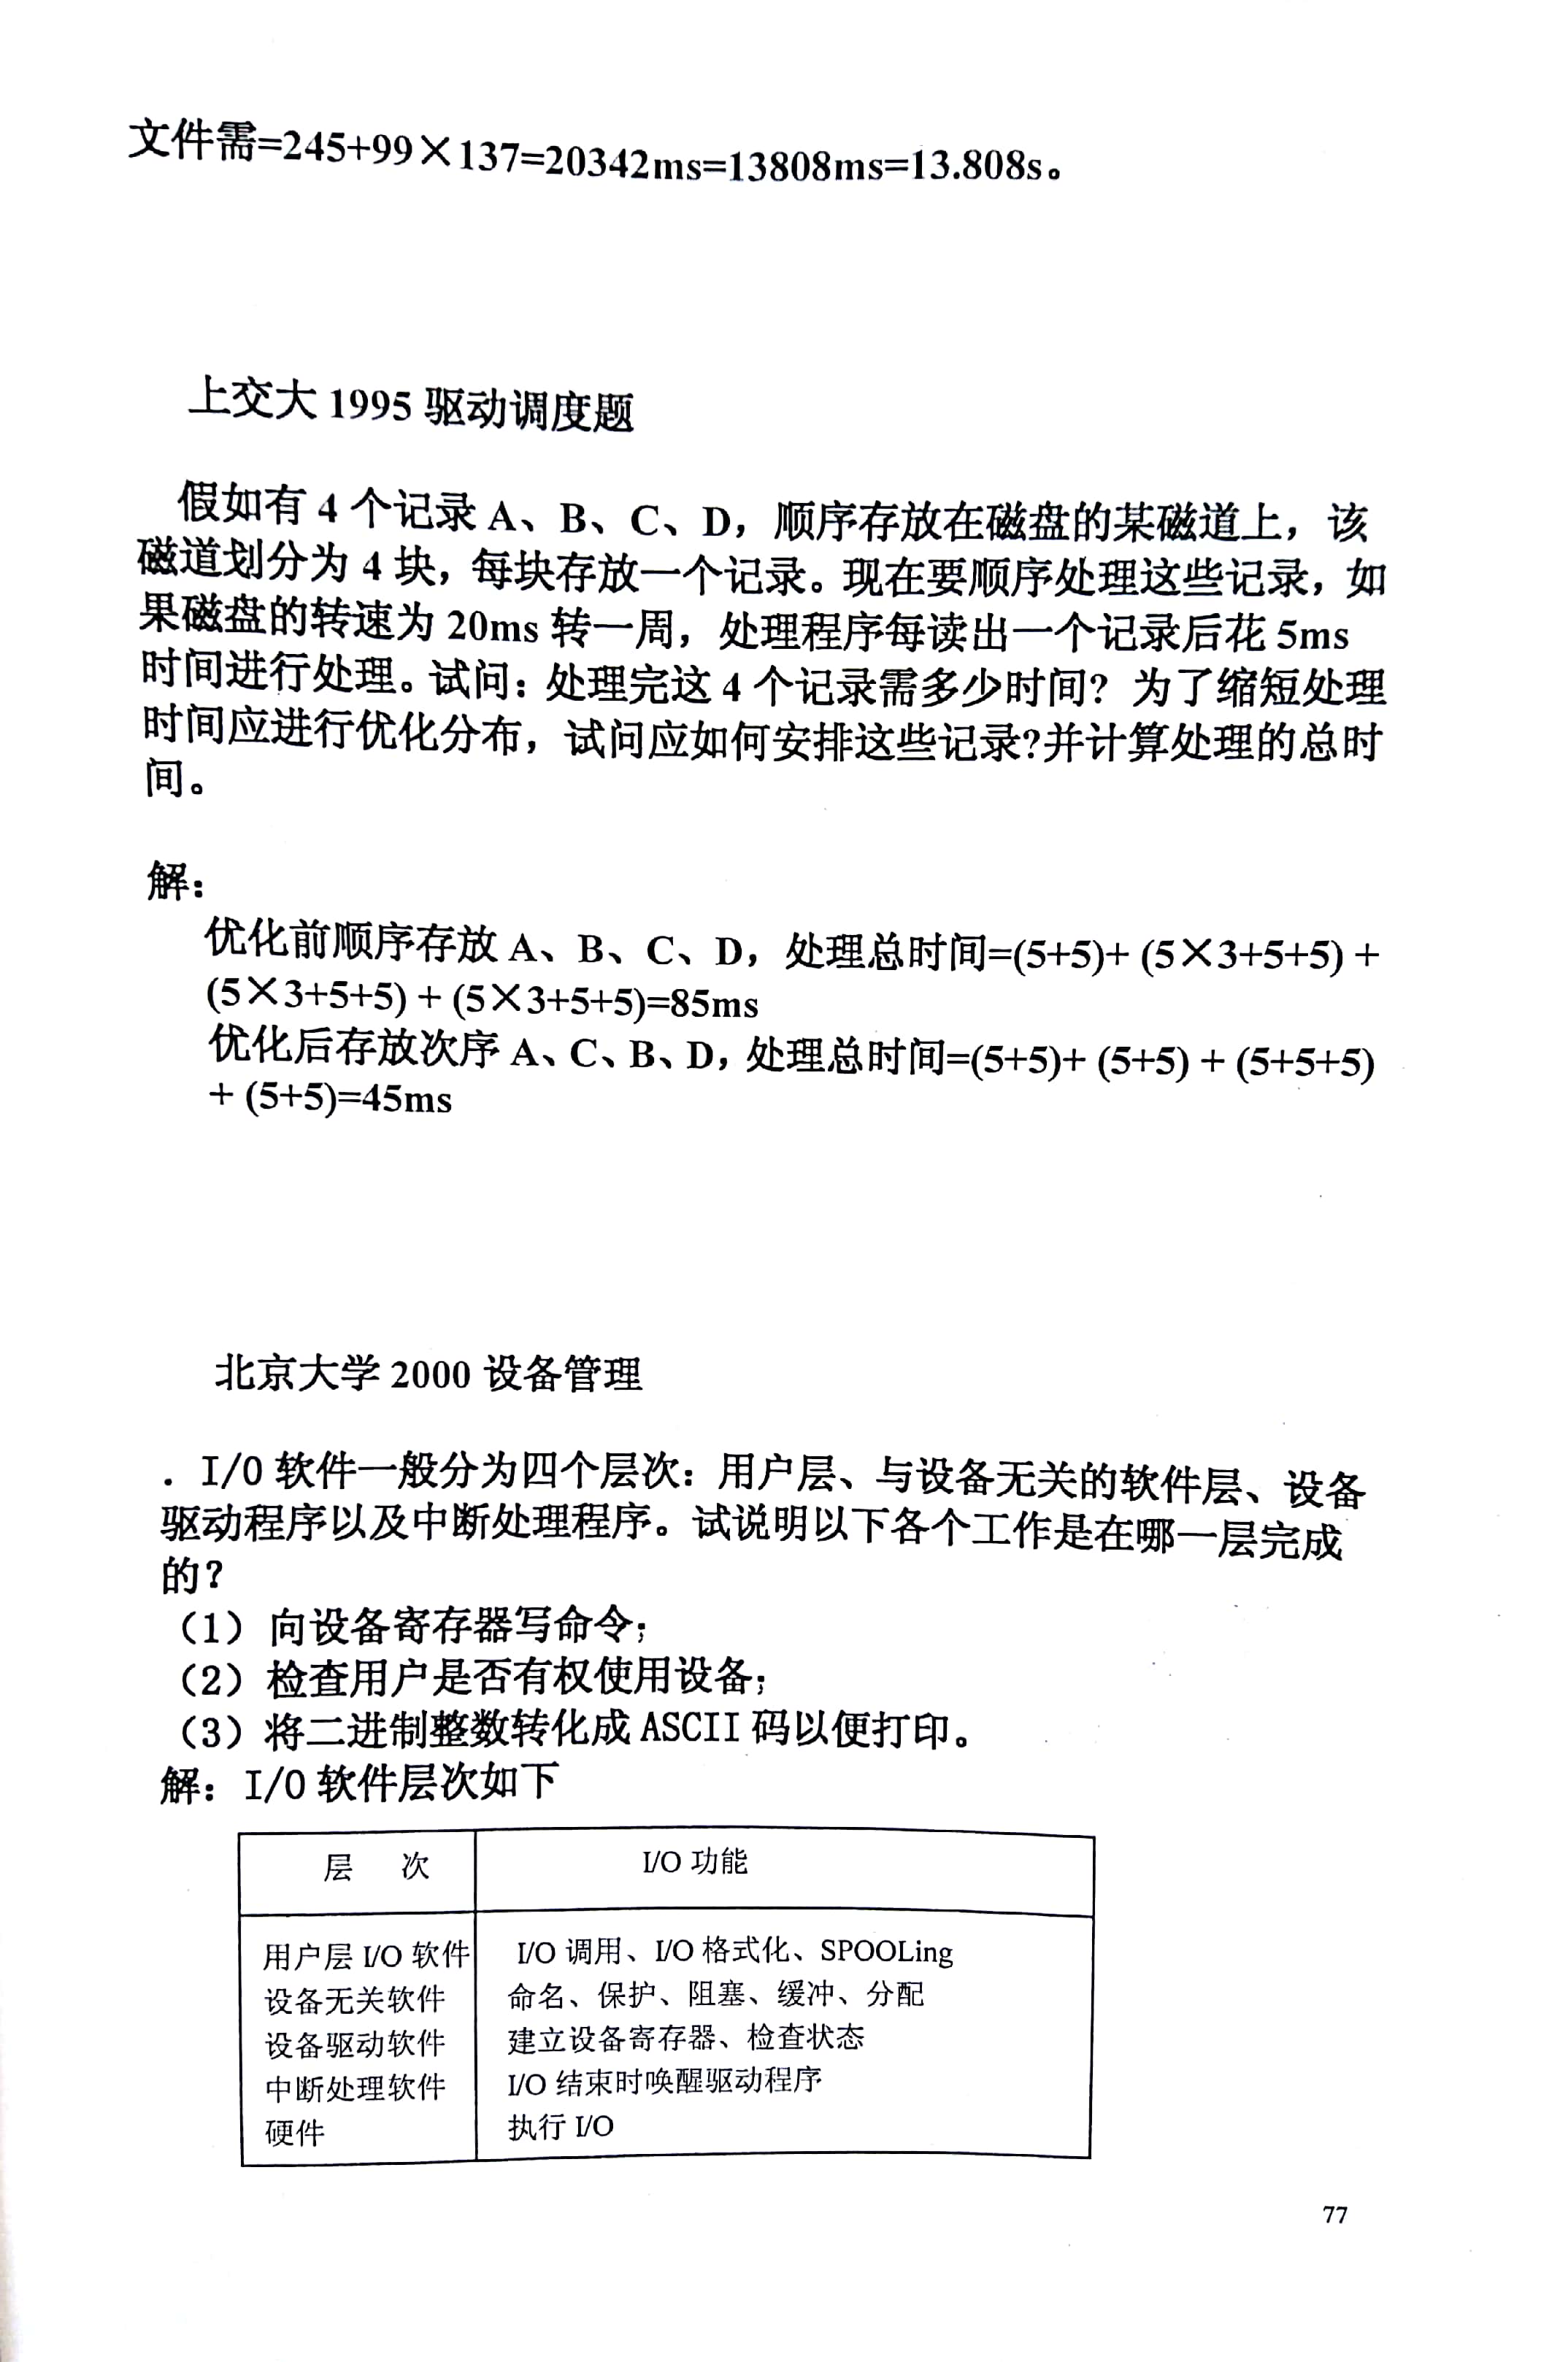 文件需=245+99×137=20342ms=13808ms=13.808s。
上交大 1995 驱动调度题
假如有 4 个记录 A、B、C、D，顺序存放在磁盘的某磁道上，该
磁道划分为 4 块，每块存放一个记录。现在要顺序处理这些记录，如
果磁盘的转速为 20ms 转一周，处理程序每读出一个记录后花 5ms
时间进行处理。试问：处理完这 4 个记录需多少时间？为了缩短处理
时间应进行优化分布，试问应如何安排这些记录?并计算处理的总时
间。
解：
优化前顺序存放 A、B、C、D，处理总时间=(5+5)+ (5×3+5+5) +
(5×3+5+5) + (5×3+5+5)=85ms
优化后存放次序 A、C、B、D，处理总时间=(5+5)+ (5+5) + (5+5+5)
+ (5+5)=45ms
北京大学 2000 设备管理
. I/O 软件一般分为四个层次：用户层、与设备无关的软件层、设备
驱动程序以及中断处理程序。试说明以下各个工作是在哪一层完成
的？
（1）向设备寄存器写命令；
（2）检查用户是否有权使用设备；
（3）将二进制整数转化成 ASCII 码以便打印。
解：I/O 软件层次如下
层 次 I/O 功能
用户层 I/O 软件 I/O 调用、I/O 格式化、SPOOLing
设备无关软件 命名、保护、阻塞、缓冲、分配
设备驱动软件 建立设备寄存器、检查状态
中断处理软件 I/O 结束时唤醒驱动程序
硬件 执行 I/O
77